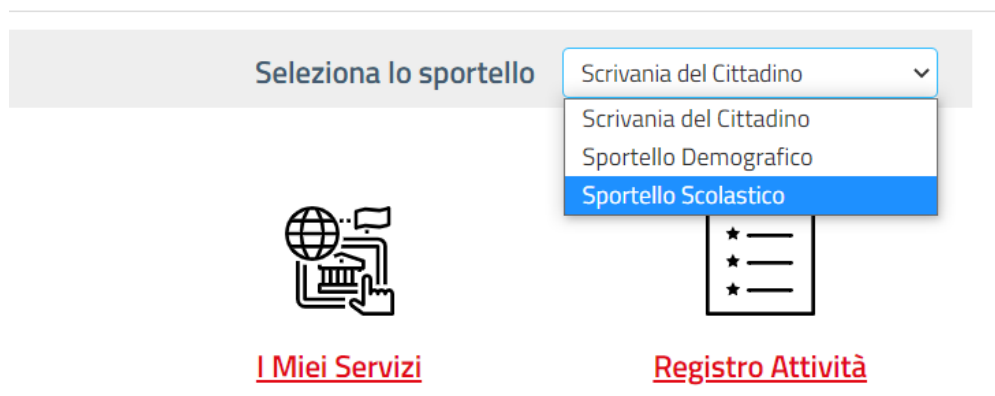 Seleziona lo sportello Scrivania del Cittadino
Scrivania del Cittadino
Sportello Demografico
Sportello Scolastico
I Miei Servizi Registro Attività